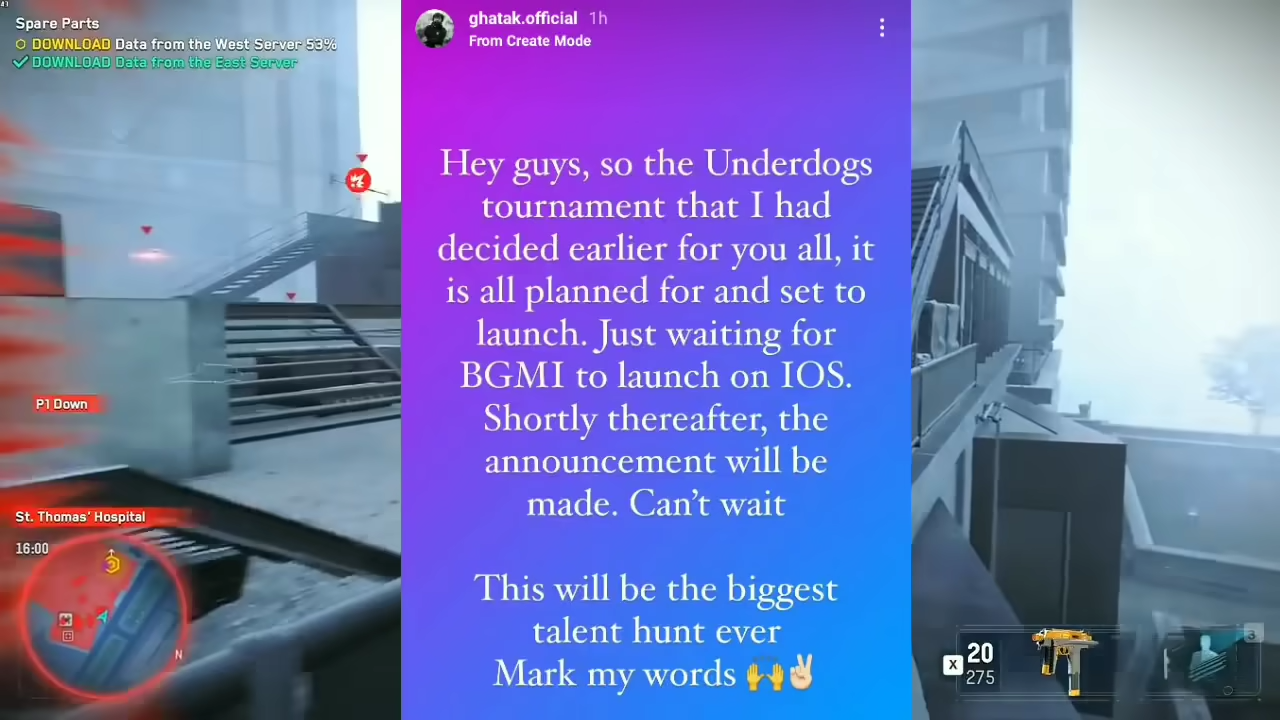 43
Spare Parts
DOWNLOAD Data from the West Server 53%
DOWNLOAD Data from the East Server
P1 Down
St. Thomas' Hospital
16:00
N
ghatak.official 1h
From Create Mode
Hey guys, so the Underdogs
tournament that I had
decided earlier for you all, it
is all planned for and set to
launch. Just waiting for
BGMI to launch on IOS.
Shortly thereafter, the
announcement will be
made. Can't wait
This will be the biggest
talent hunt ever
Mark my words 🙌✌🏻
X 20
275
3